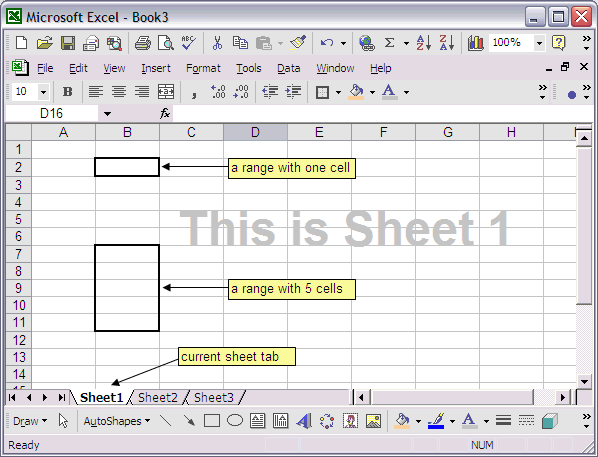 Microsoft Excel - Book3
100%
File Edit View Insert Format Tools Data Window Help
10 B
D16 fx
A B C D E F G H
1
2 a range with one cell
3
4
5 This is Sheet 1
6
7
8
9 a range with 5 cells
10
11
12
13 current sheet tab
14
Sheet1 Sheet2 Sheet3
Draw AutoShapes A A
Ready NUM